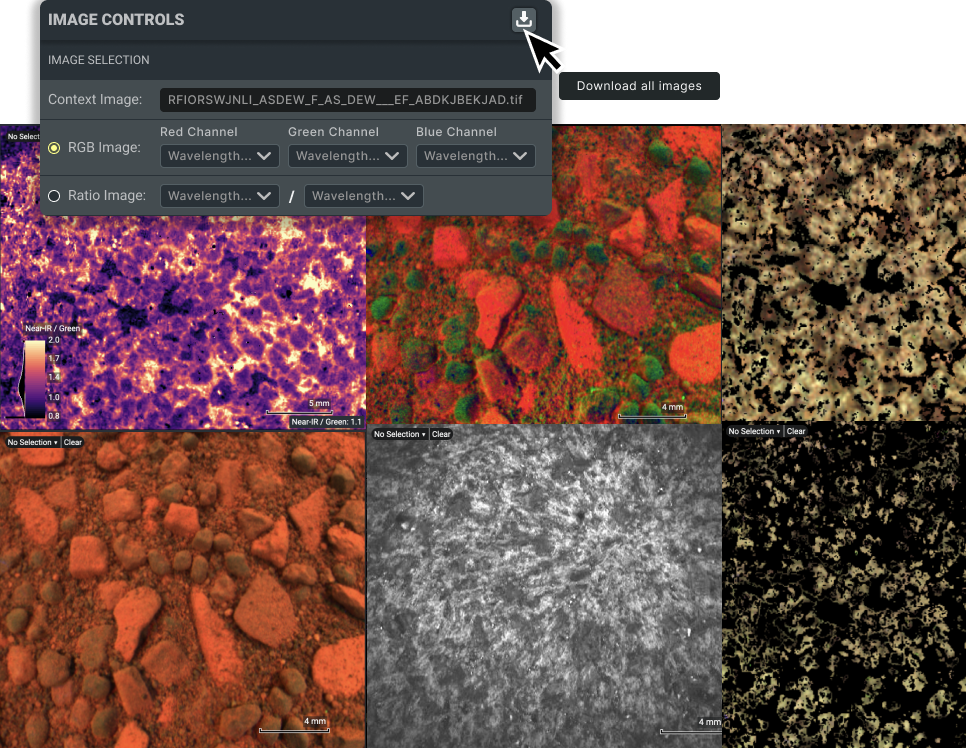 IMAGE CONTROLS
IMAGE SELECTION
Download all images
Context Image: RFIORSWJNLI_ASDEW_F_AS_DEW___EF_ABDKJBEKJAD.tif
Red Channel Green Channel Blue Channel
RGB Image: Wavelength... Wavelength... Wavelength...
Ratio Image: Wavelength... / Wavelength...
No Select
Near-IR / Green
2.0
1.7
1.4
1.0
0.8
5 mm
Near-IR / Green: 1.1
4 mm
No Selection Clear
4 mm
No Selection Clear
4 mm
No Selection Clear